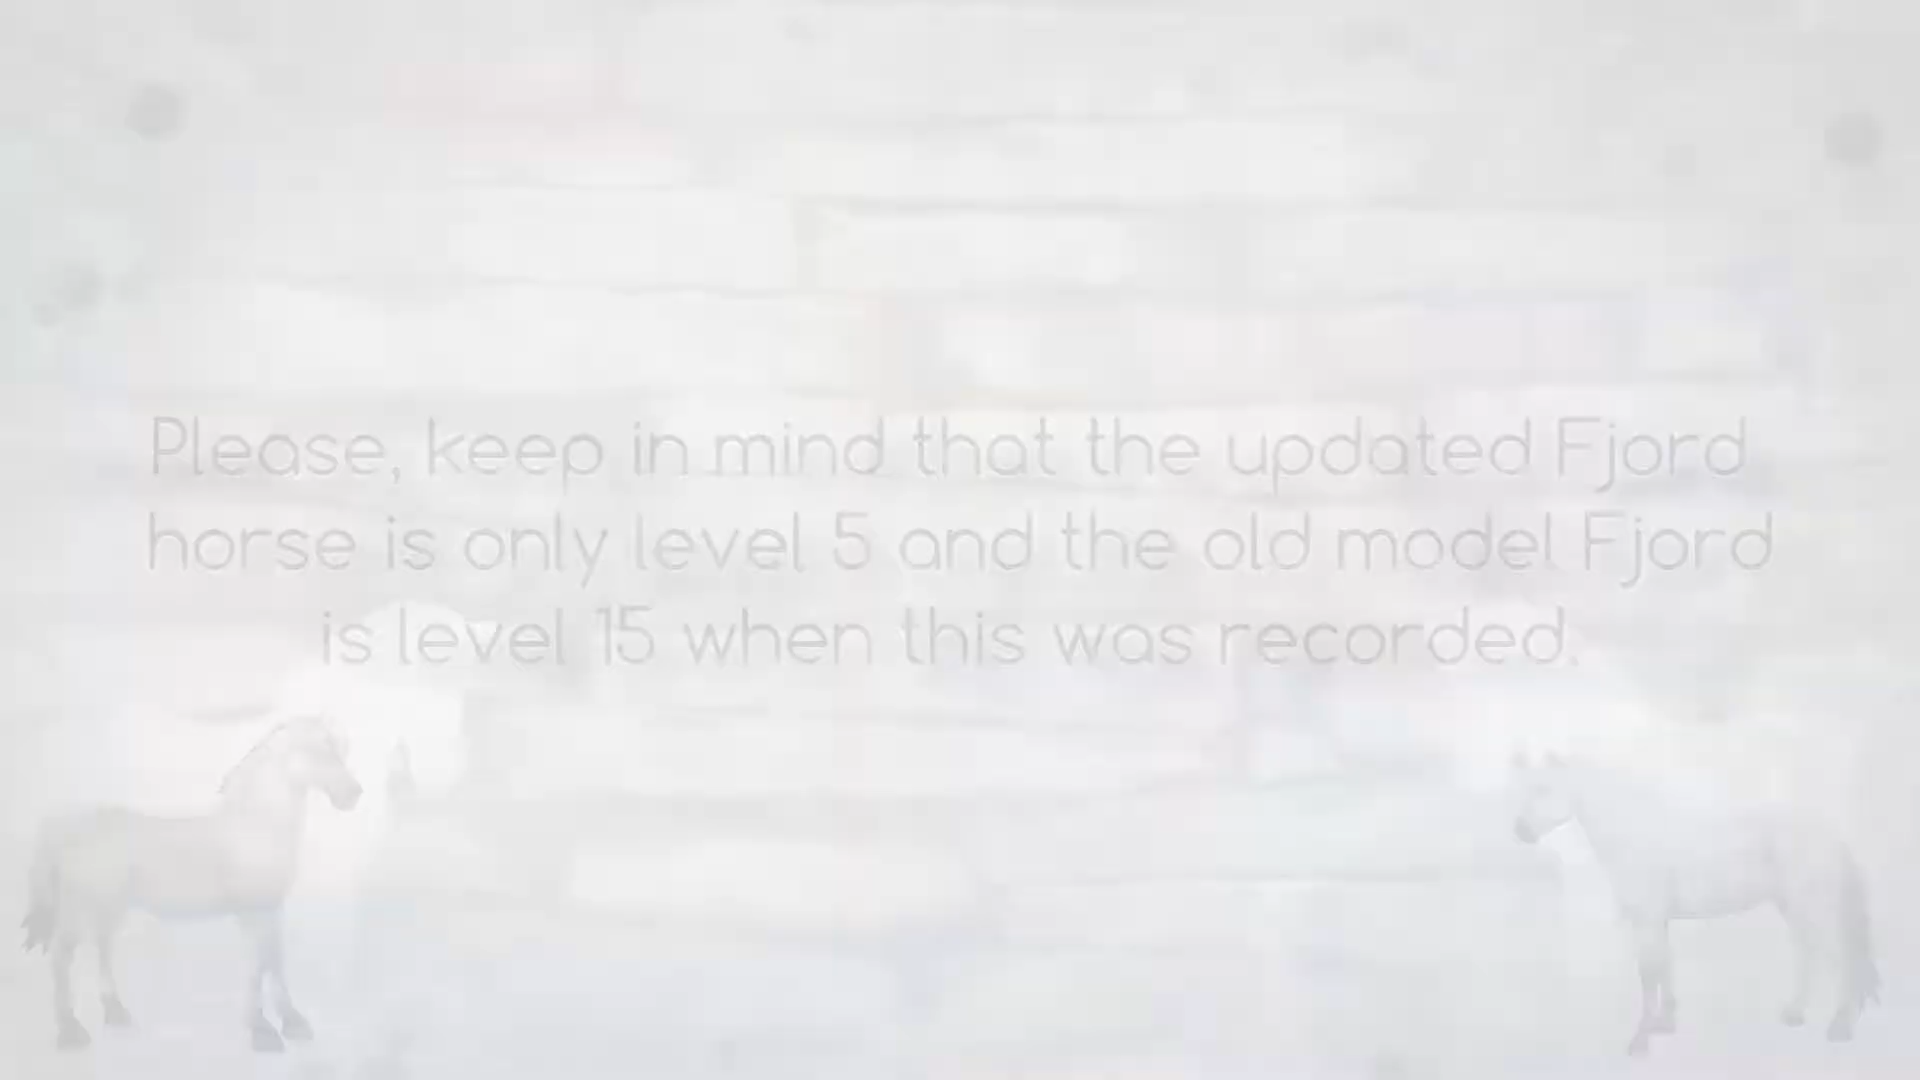 Please, keep in mind that the updated Fjord
horse is only level 5 and the old model Fjord
is level 15 when this was recorded.